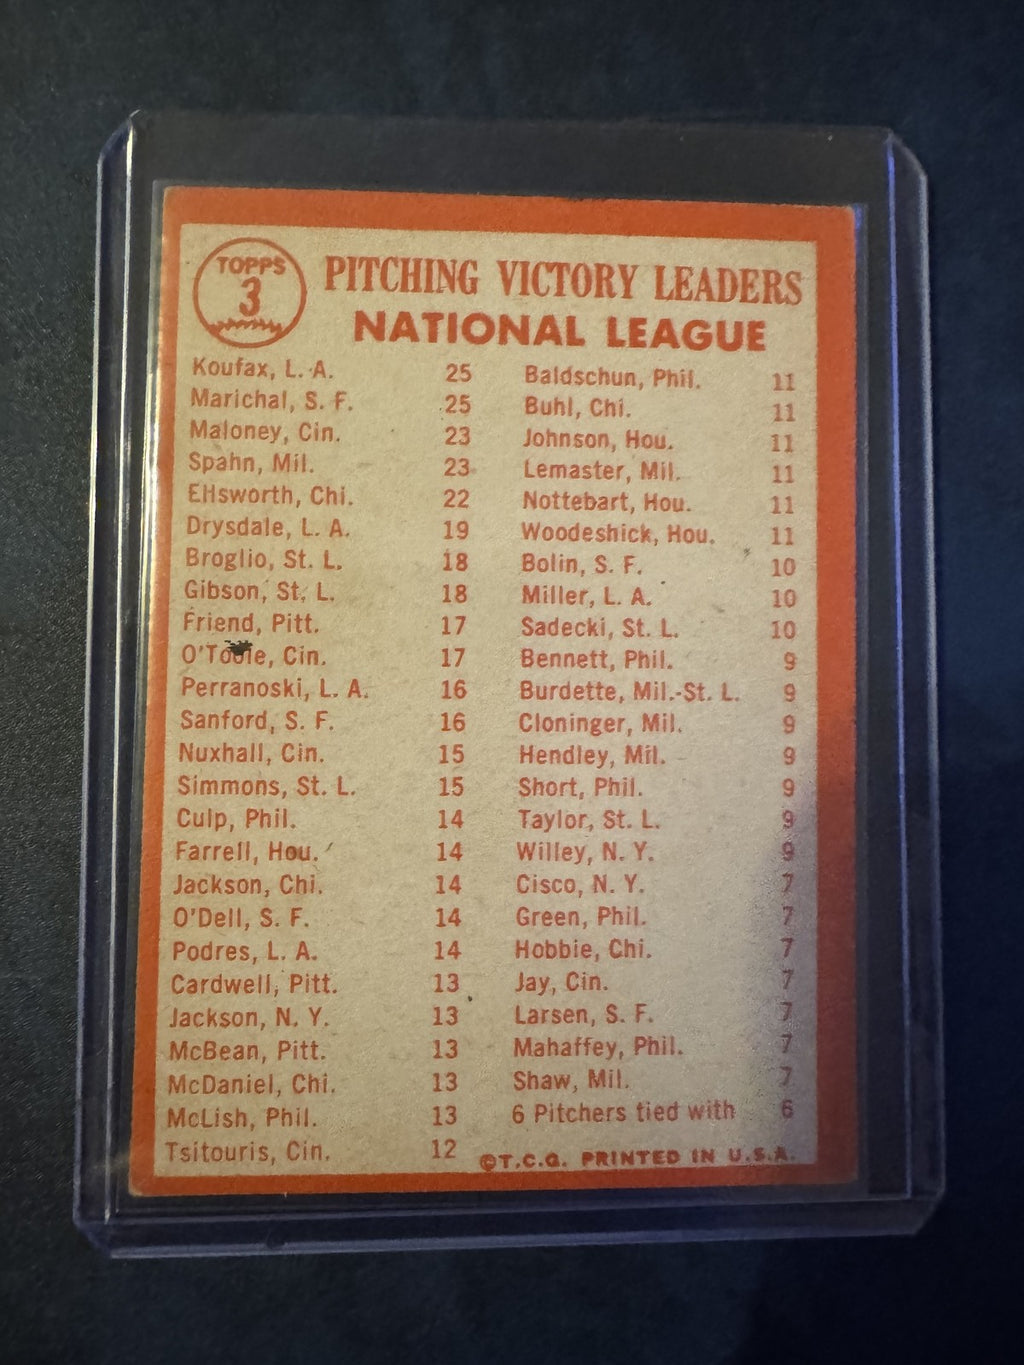 TOPPS
3
PITCHING VICTORY LEADERS
NATIONAL LEAGUE
Koufax, L. A. 25
Marichal, S. F. 25
Maloney, Cin. 23
Spahn, Mil. 23
Ellsworth, Chi. 22
Drysdale, L. A. 19
Broglio, St. L. 18
Gibson, St. L. 18
Friend, Pitt. 17
O'Toole, Cin. 17
Perranoski, L. A. 16
Sanford, S. F. 16
Nuxhall, Cin. 15
Simmons, St. L. 15
Culp, Phil. 14
Farrell, Hou. 14
Jackson, Chi. 14
O'Dell, S. F. 14
Podres, L. A. 14
Cardwell, Pitt. 13
Jackson, N. Y. 13
McBean, Pitt. 13
McDaniel, Chi. 13
McLish, Phil. 13
Tsitouris, Cin. 12
Baldschun, Phil. 11
Buhl, Chi. 11
Johnson, Hou. 11
Lemaster, Mil. 11
Nottebart, Hou. 11
Woodeshick, Hou. 11
Bolin, S. F. 10
Miller, L. A. 10
Sadecki, St. L. 10
Bennett, Phil. 9
Burdette, Mil.-St. L. 9
Cloninger, Mil. 9
Hendley, Mil. 9
Short, Phil. 9
Taylor, St. L. 9
Willey, N. Y. 9
Cisco, N. Y. 7
Green, Phil. 7
Hobbie, Chi. 7
Jay, Cin. 7
Larsen, S. F. 7
Mahaffey, Phil. 7
Shaw, Mil. 7
6 Pitchers tied with 6
©T.C.G. PRINTED IN U.S.A.